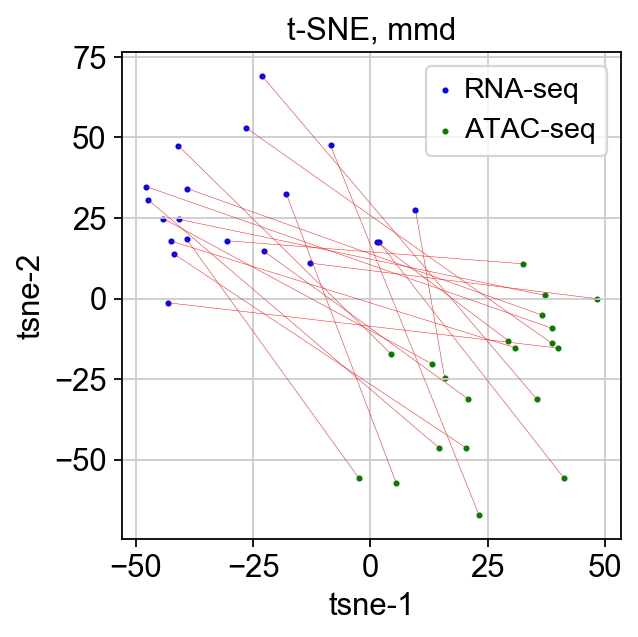 t-SNE, mmd
RNA-seq
ATAC-seq
75
50
25
0
−25
−50
tsne-2
−50 −25 0 25 50
tsne-1